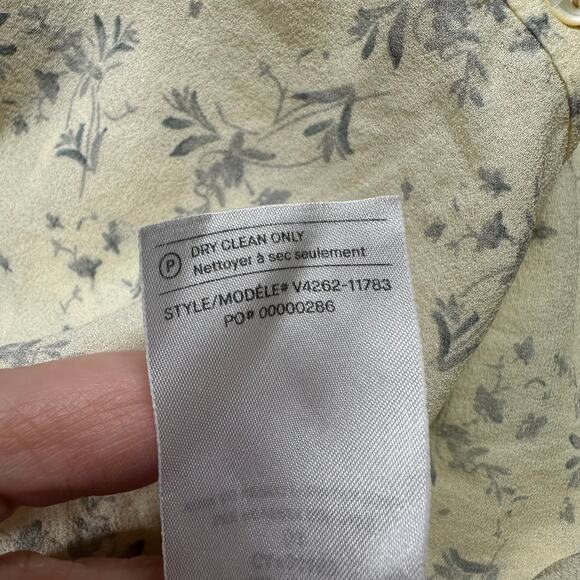 P
DRY CLEAN ONLY
Nettoyer à sec seulement
STYLE/MODÈLE# V4262-11783
PO# 00000286